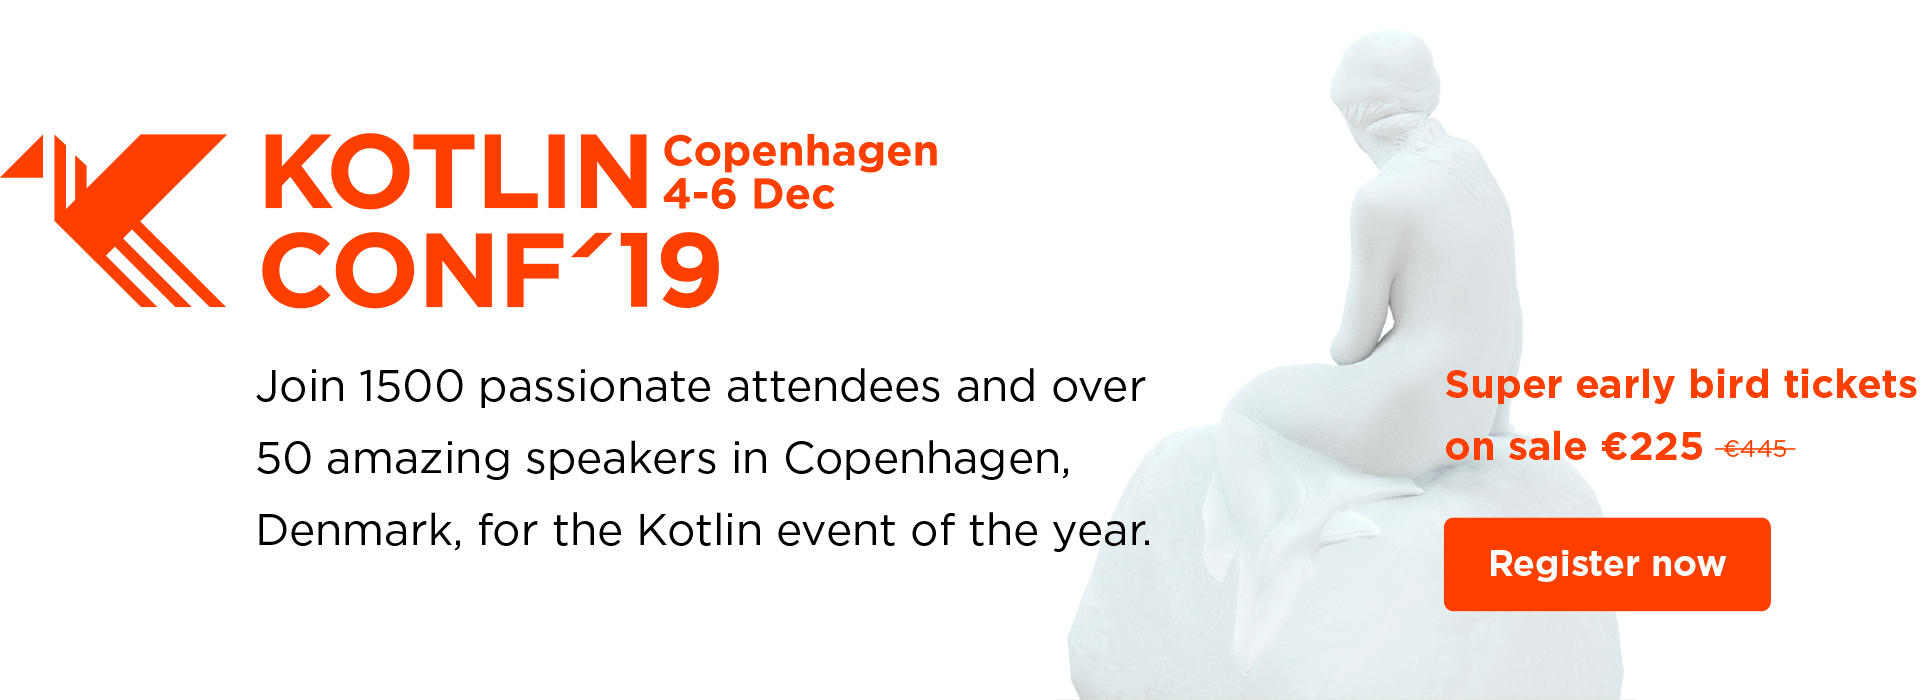 KOTLIN
Copenhagen
4-6 Dec
CONF´19
Join 1500 passionate attendees and over
50 amazing speakers in Copenhagen,
Denmark, for the Kotlin event of the year.
Super early bird tickets
on sale €225 €445
Register now